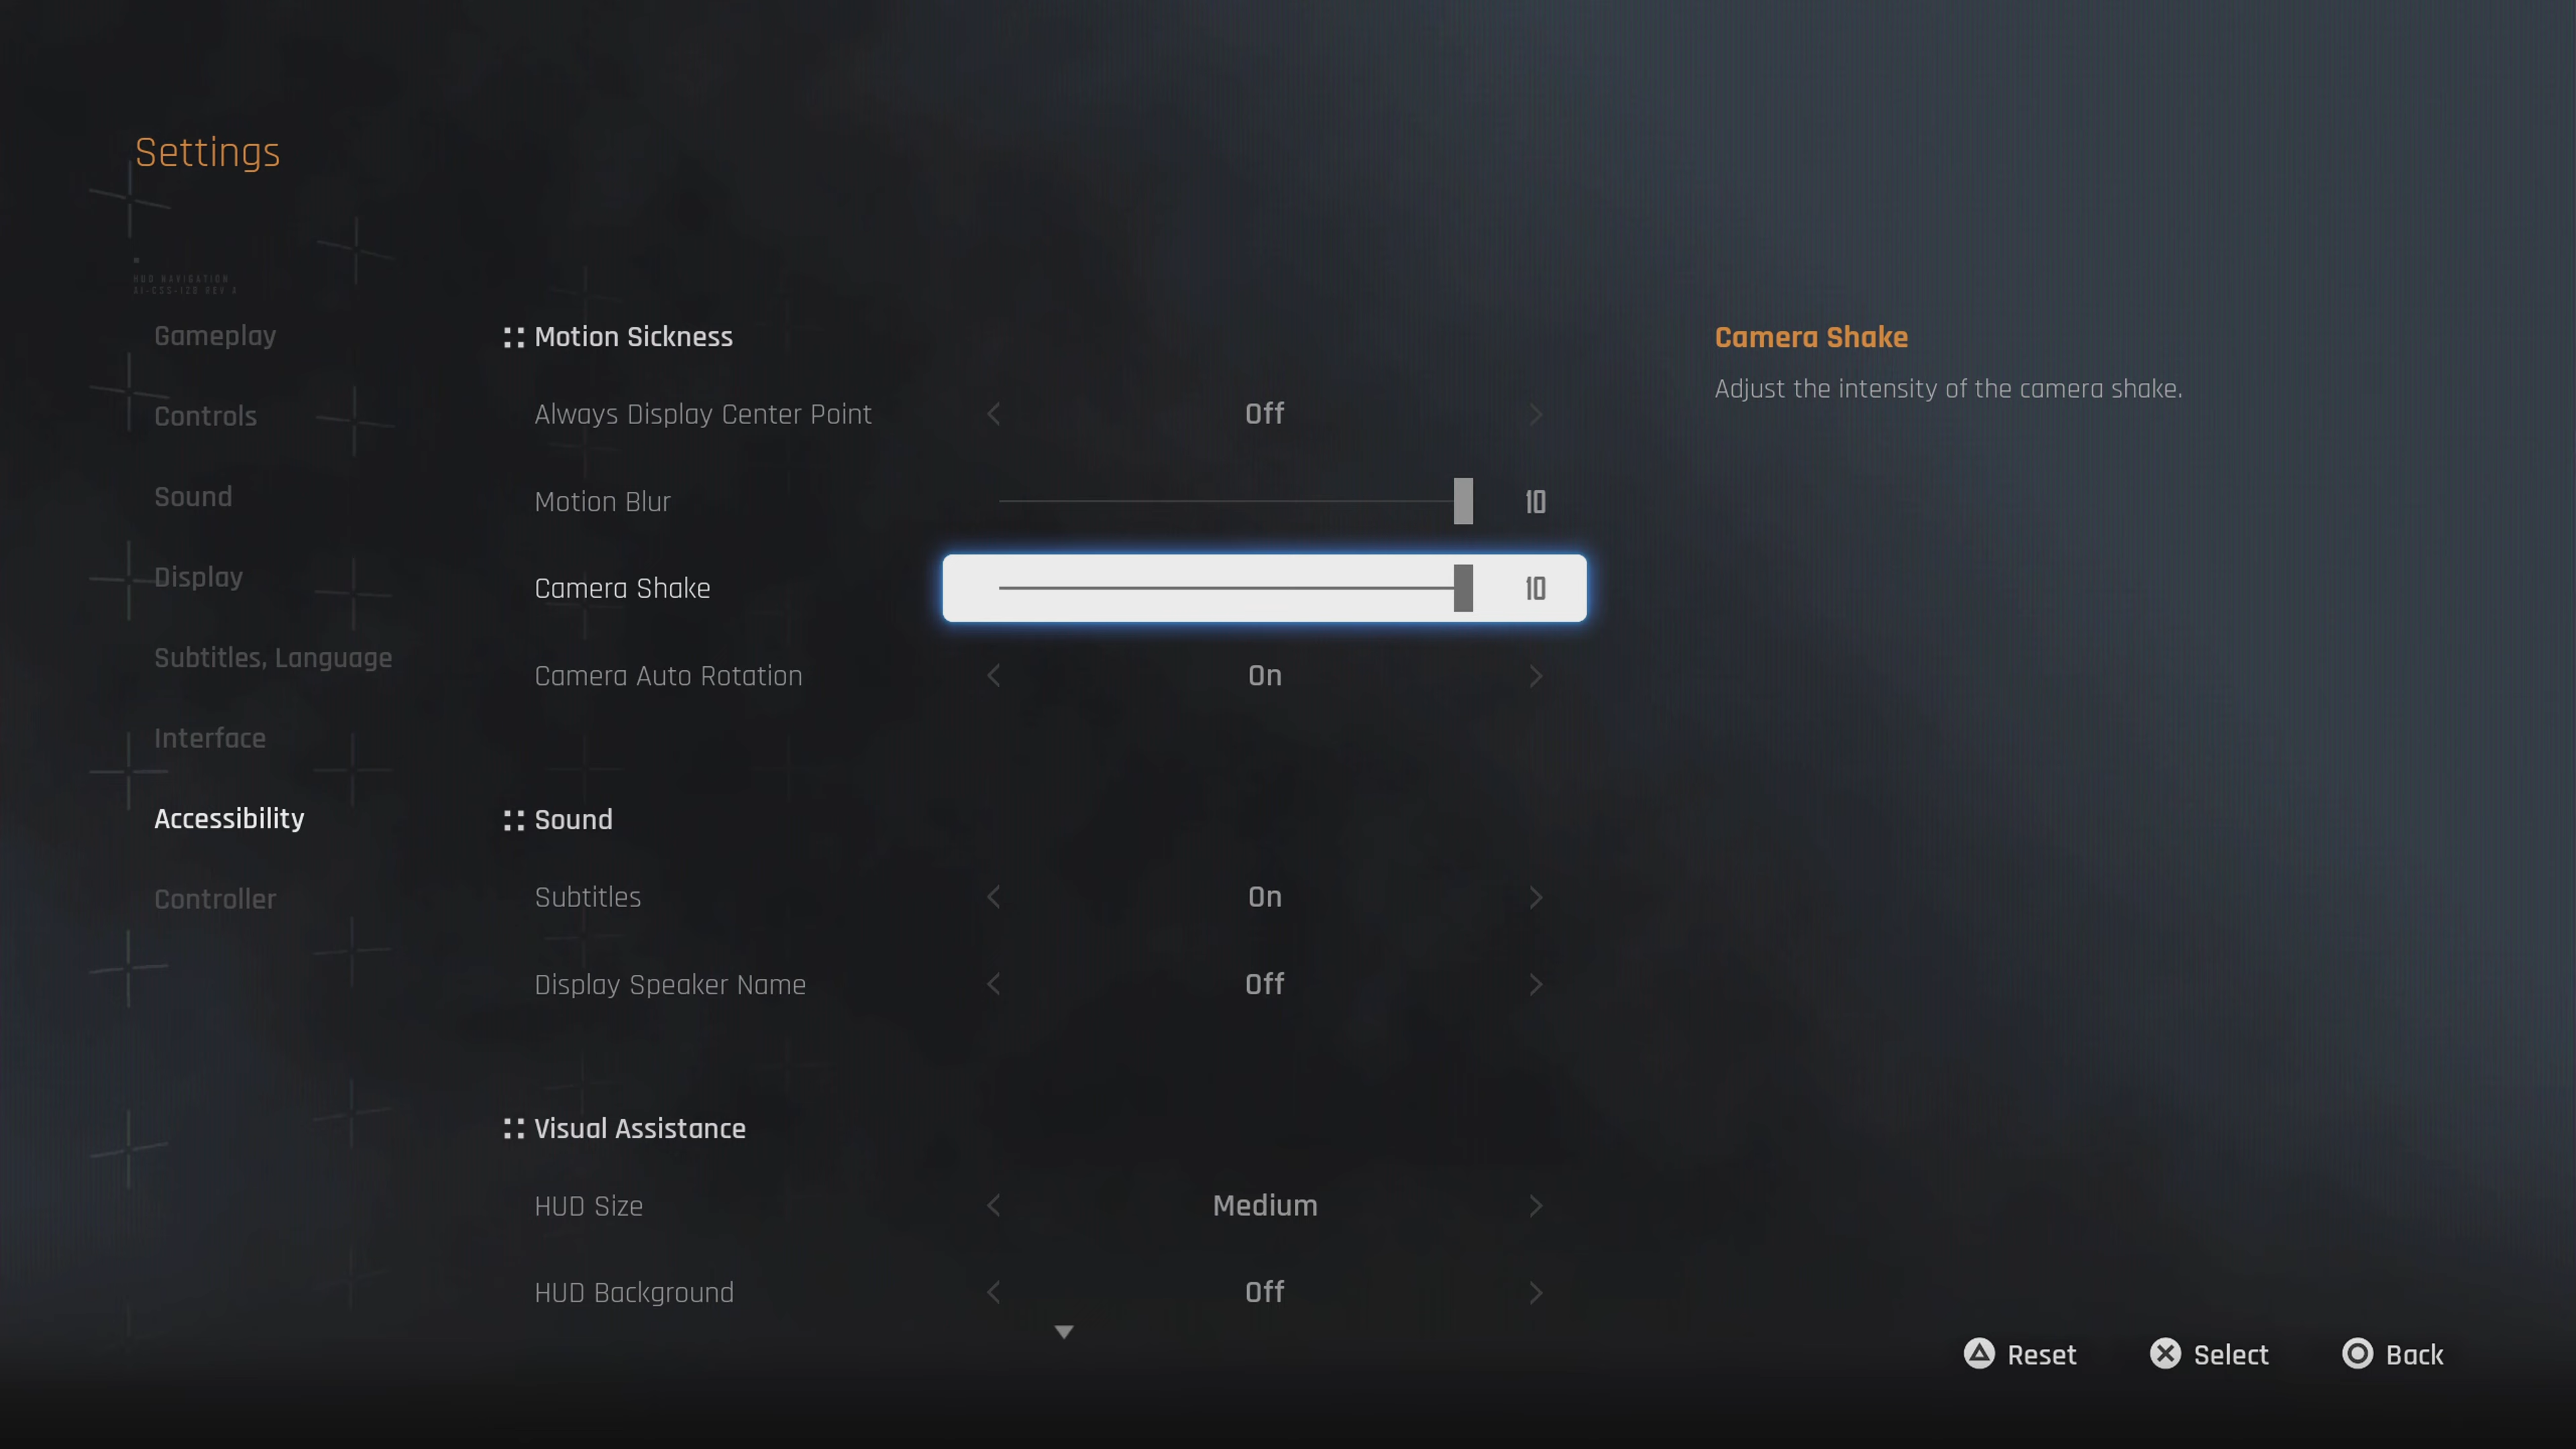 Settings
HUD NAVIGATION
Gameplay
Controls
Sound
Display
Subtitles, Language
Interface
Accessibility
Controller
Motion Sickness
Always Display Center Point Off
Motion Blur 10
Camera Shake 10
Camera Auto Rotation On
Sound
Subtitles On
Display Speaker Name Off
Visual Assistance
HUD Size Medium
HUD Background Off
Camera Shake
Adjust the intensity of the camera shake.
Reset Select Back